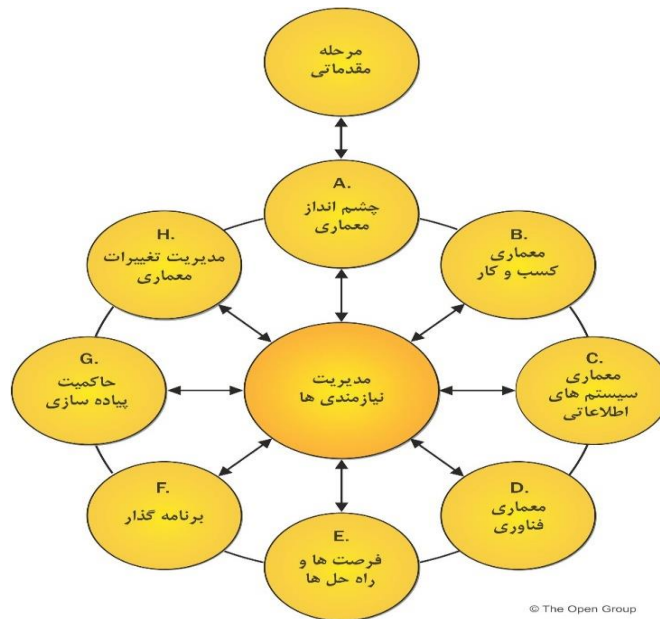 مرحله
مقدماتی
A.
چشم انداز
معماری
B.
معماری
کسب و کار
C.
معماری
سیستم های
اطلاعاتی
D.
معماری
فناوری
E.
فرصت ها و
راه حل ها
F.
برنامه گذار
G.
حاکمیت
پیاده سازی
H.
مدیریت تغییرات
معماری
مدیریت
نیازمندی ها
© The Open Group